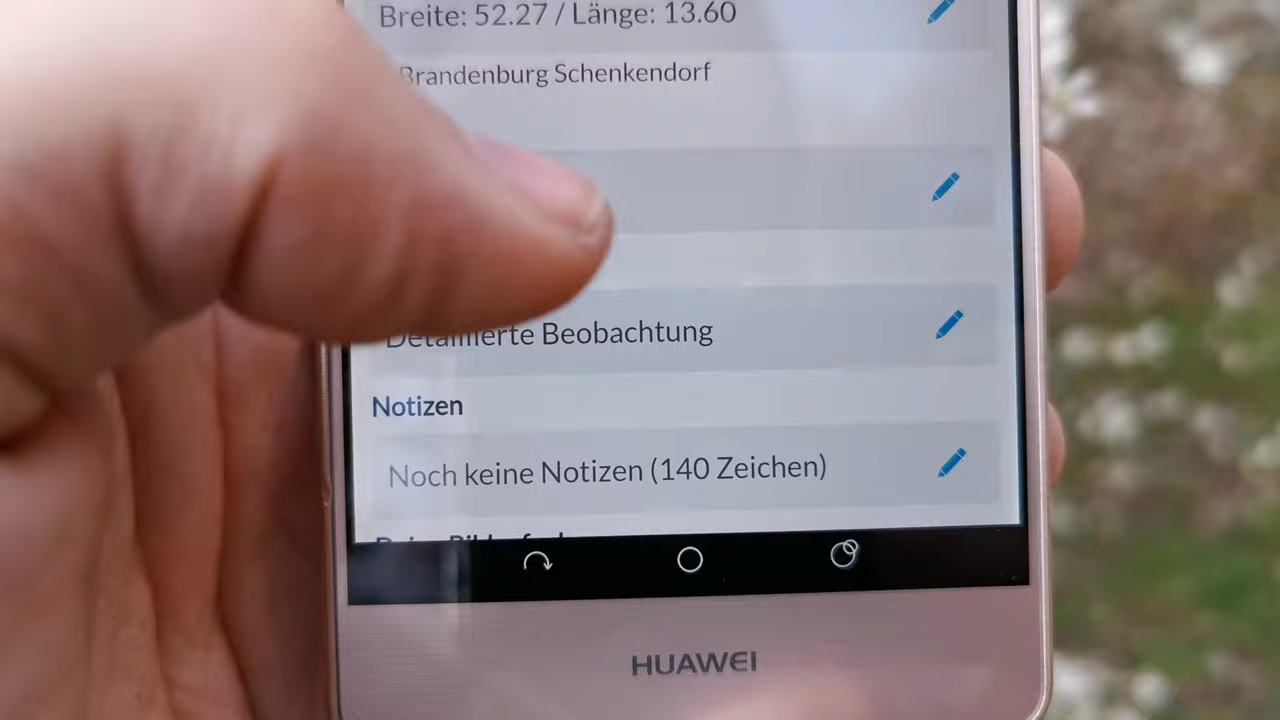 Breite: 52.27 / Länge: 13.60
Brandenburg Schenkendorf
Detaillierte Beobachtung
Notizen
Noch keine Notizen (140 Zeichen)
HUAWEI